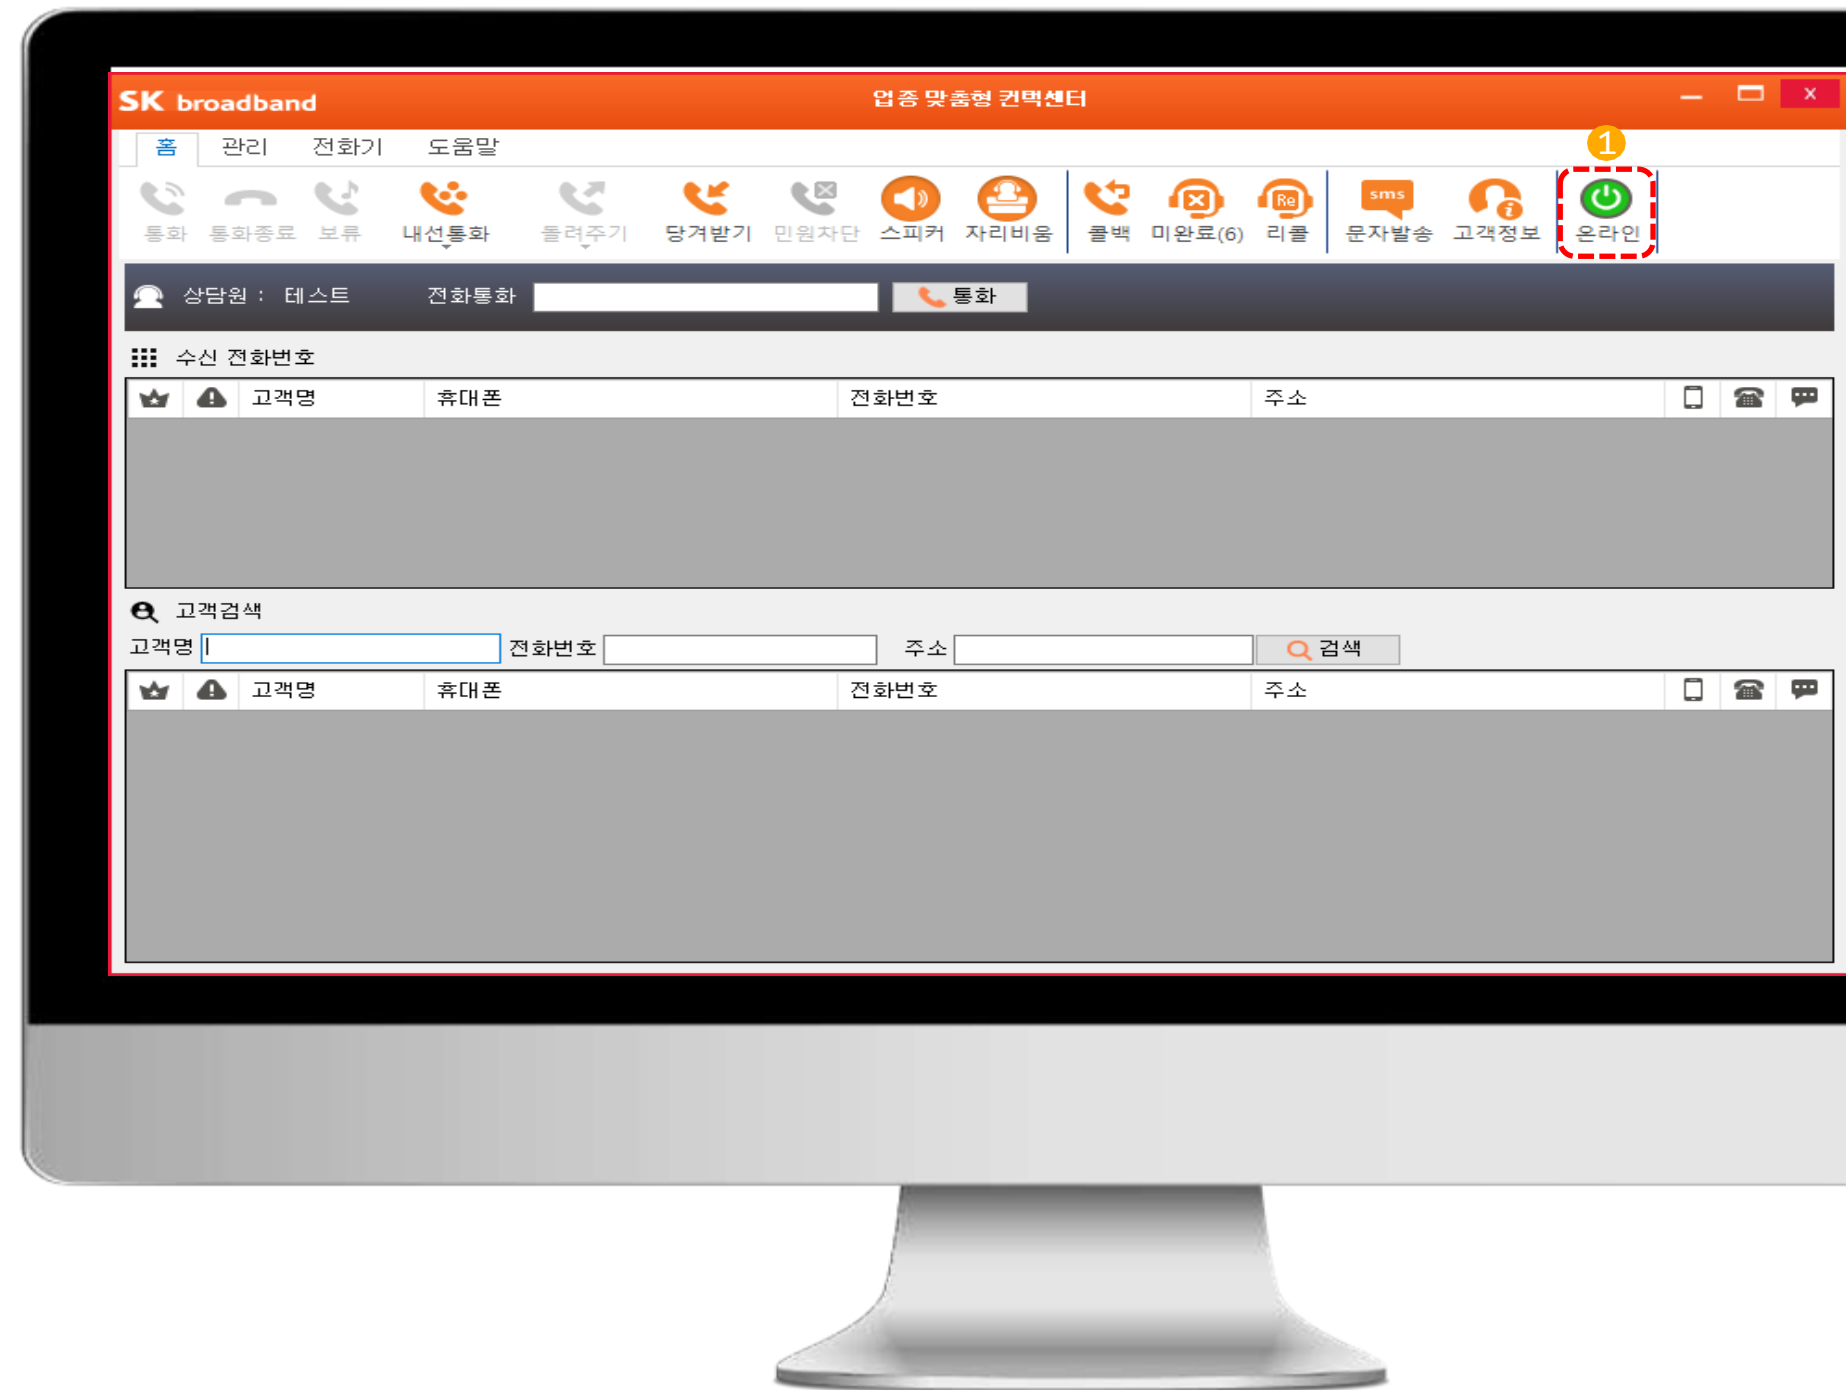 SK broadband 업종 맞춤형 컨택센터
홈 관리 전화기 도움말
1
통화 통화종료 보류 내선통화 돌려주기 당겨받기 민원차단 스피커 자리비움 콜백 미완료(6) Re 리콜 sms 문자발송 고객정보 온라인
상담원 : 테스트 전화통화 통화
수신 전화번호
고객명 휴대폰 전화번호 주소
고객검색
고객명 전화번호 주소 검색
고객명 휴대폰 전화번호 주소